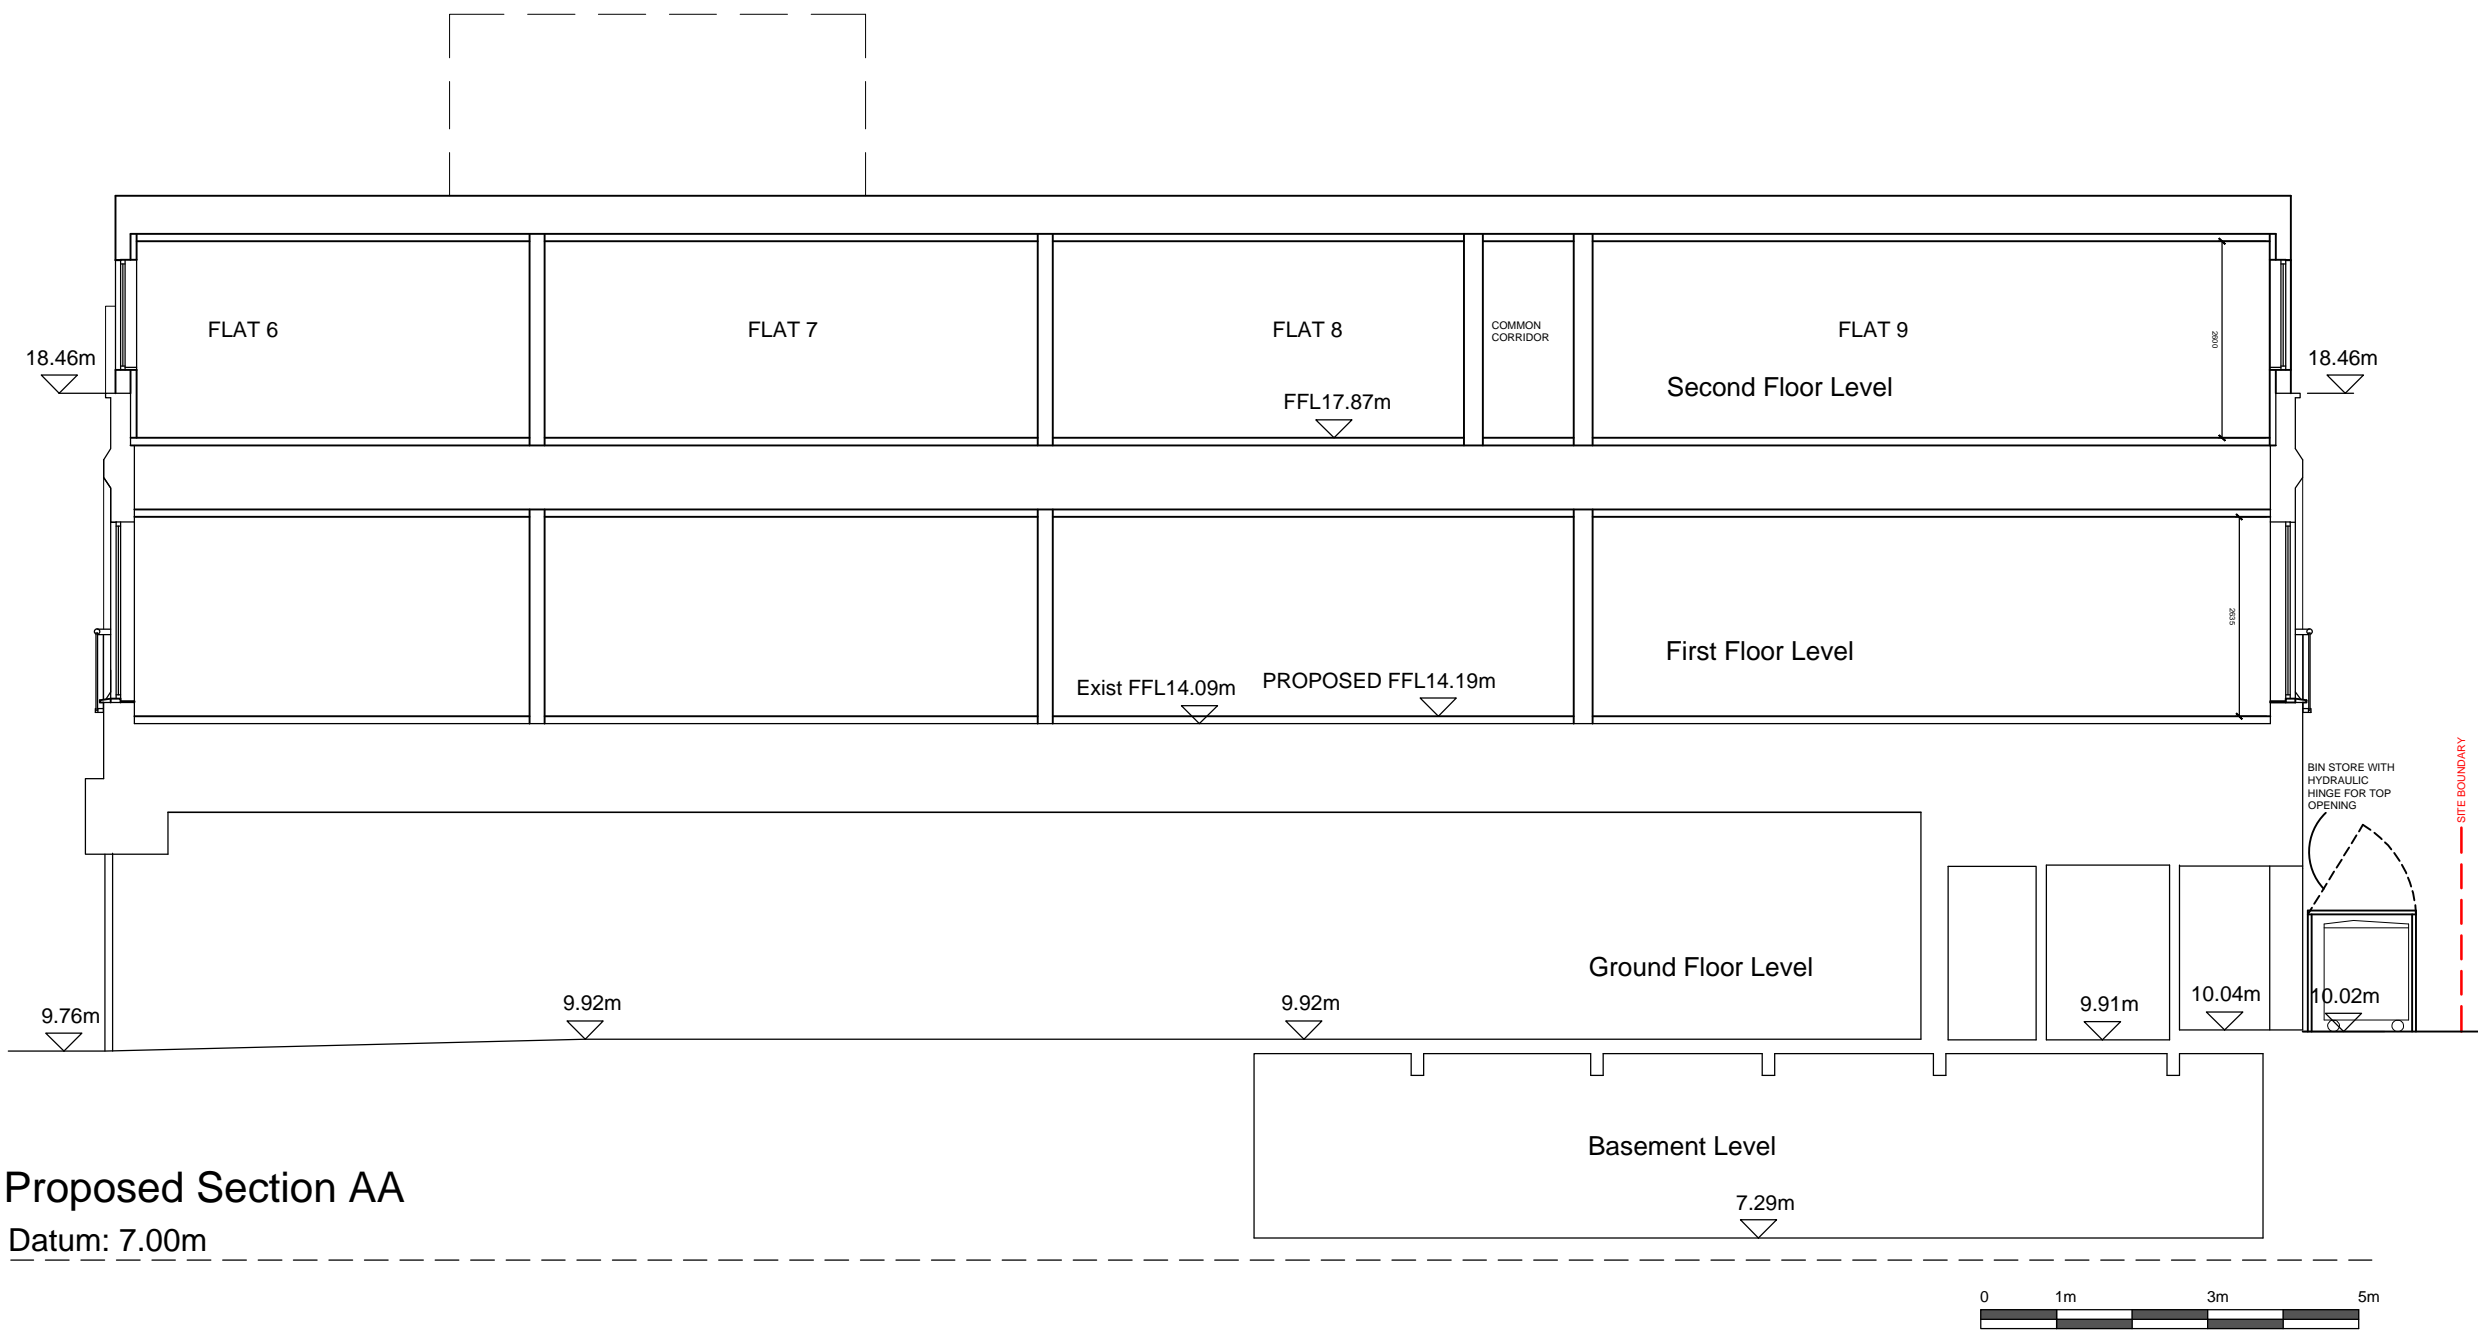 FLAT 6
FLAT 7
FLAT 8
COMMON
CORRIDOR
FLAT 9
2600
18.46m
18.46m
Second Floor Level
FFL17.87m
2635
First Floor Level
Exist FFL14.09m
PROPOSED FFL14.19m
SITE BOUNDARY
BIN STORE WITH
HYDRAULIC
HINGE FOR TOP
OPENING
Ground Floor Level
9.76m
9.92m
9.92m
9.91m
10.04m
10.02m
Basement Level
7.29m
Proposed Section AA
Datum: 7.00m
0 1m 3m 5m